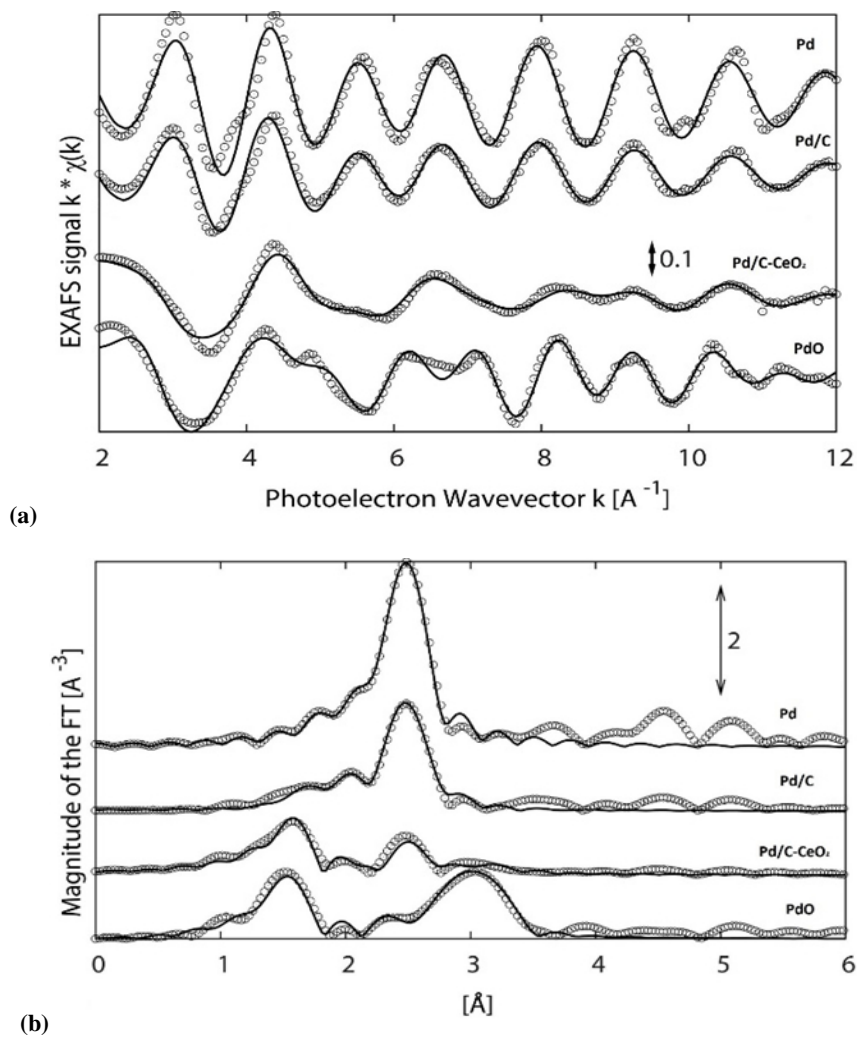 Pd
Pd/C
0.1
Pd/C-CeO₂
PdO
EXAFS signal k * χ(k)
2 4 6 8 10 12
Photoelectron Wavevector k [A ⁻¹]
(a)
2
Pd
Pd/C
Pd/C-CeO₂
PdO
Magnitude of the FT [A ⁻³]
0 1 2 3 4 5 6
[Å]
(b)